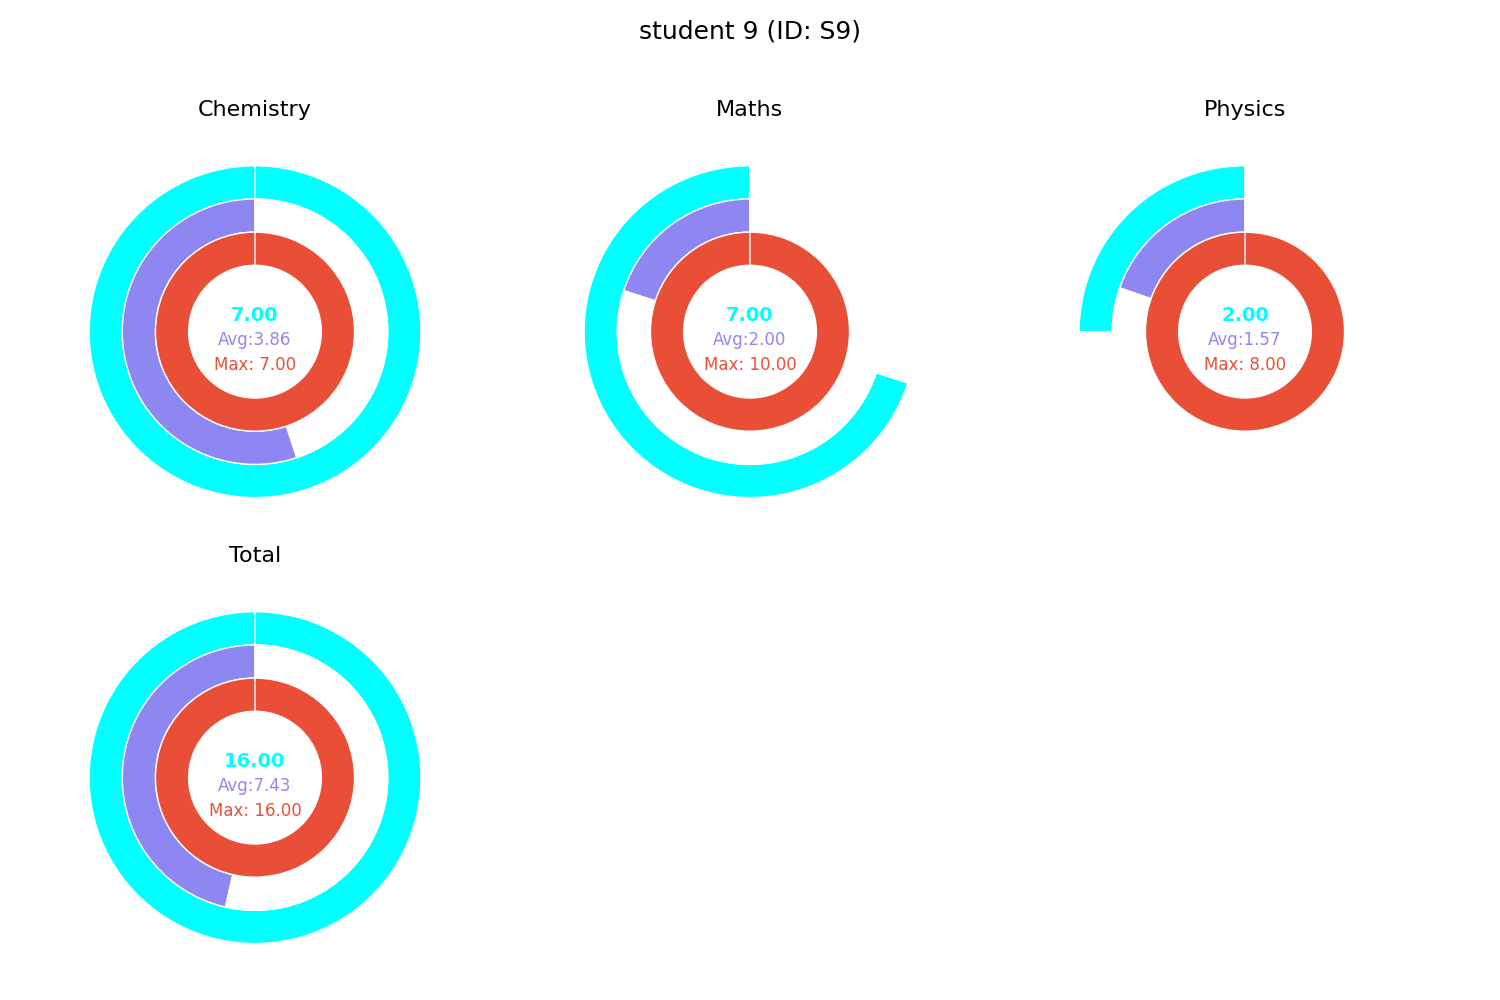 student 9 (ID: S9)
Chemistry
7.00
Avg:3.86
Max: 7.00
Maths
7.00
Avg:2.00
Max: 10.00
Physics
2.00
Avg:1.57
Max: 8.00
Total
16.00
Avg:7.43
Max: 16.00